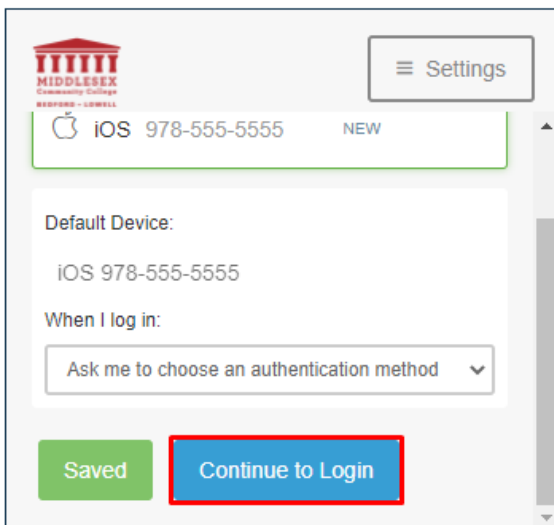 MIDDLESEX
Community College
BEDFORD - LOWELL
≡ Settings
iOS 978-555-5555 NEW
Default Device:
iOS 978-555-5555
When I log in:
Ask me to choose an authentication method
Saved
Continue to Login